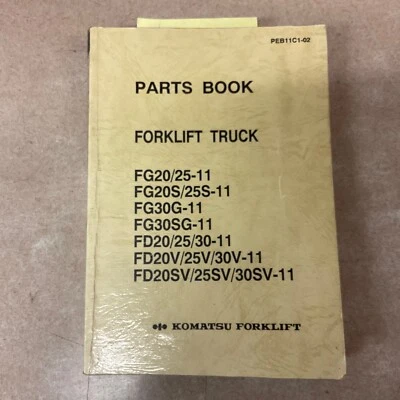 PEB11C1-02
PARTS BOOK
FORKLIFT TRUCK
FG20/25-11
FG20S/25S-11
FG30G-11
FG30SG-11
FD20/25/30-11
FD20V/25V/30V-11
FD20SV/25SV/30SV-11
KOMATSU FORKLIFT